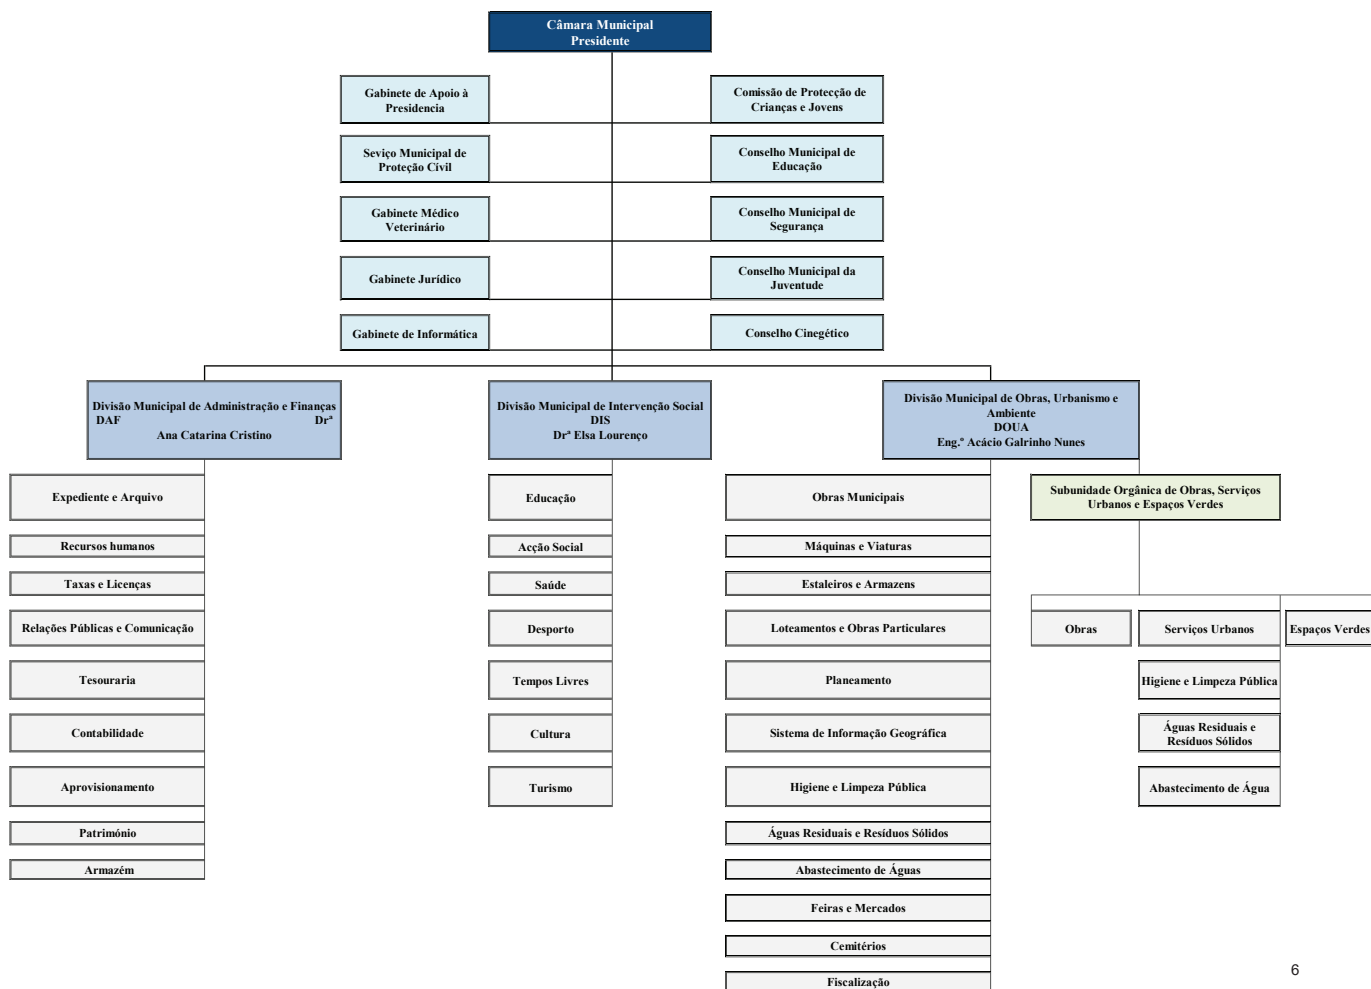 Câmara Municipal
Presidente
Gabinete de Apoio à
Presidencia
Comissão de Protecção de
Crianças e Jovens
Seviço Municipal de
Proteção Cívil
Conselho Municipal de
Educação
Gabinete Médico
Veterinário
Conselho Municipal de
Segurança
Gabinete Jurídico
Conselho Municipal da
Juventude
Gabinete de Informática
Conselho Cinegético
Divisão Municipal de Administração e Finanças
DAF Drª
Ana Catarina Cristino
Divisão Municipal de Intervenção Social
DIS
Drª Elsa Lourenço
Divisão Municipal de Obras, Urbanismo e
Ambiente
DOUA
Eng.º Acácio Galrinho Nunes
Expediente e Arquivo
Recursos humanos
Taxas e Licenças
Relações Públicas e Comunicação
Tesouraria
Contabilidade
Aprovisionamento
Património
Armazém
Educação
Acção Social
Saúde
Desporto
Tempos Livres
Cultura
Turismo
Obras Municipais
Máquinas e Viaturas
Estaleiros e Armazens
Loteamentos e Obras Particulares
Planeamento
Sistema de Informação Geográfica
Higiene e Limpeza Pública
Águas Residuais e Resíduos Sólidos
Abastecimento de Águas
Feiras e Mercados
Cemitérios
Fiscalização
Subunidade Orgânica de Obras, Serviços
Urbanos e Espaços Verdes
Obras
Serviços Urbanos
Espaços Verdes
Higiene e Limpeza Pública
Águas Residuais e
Resíduos Sólidos
Abastecimento de Água
6